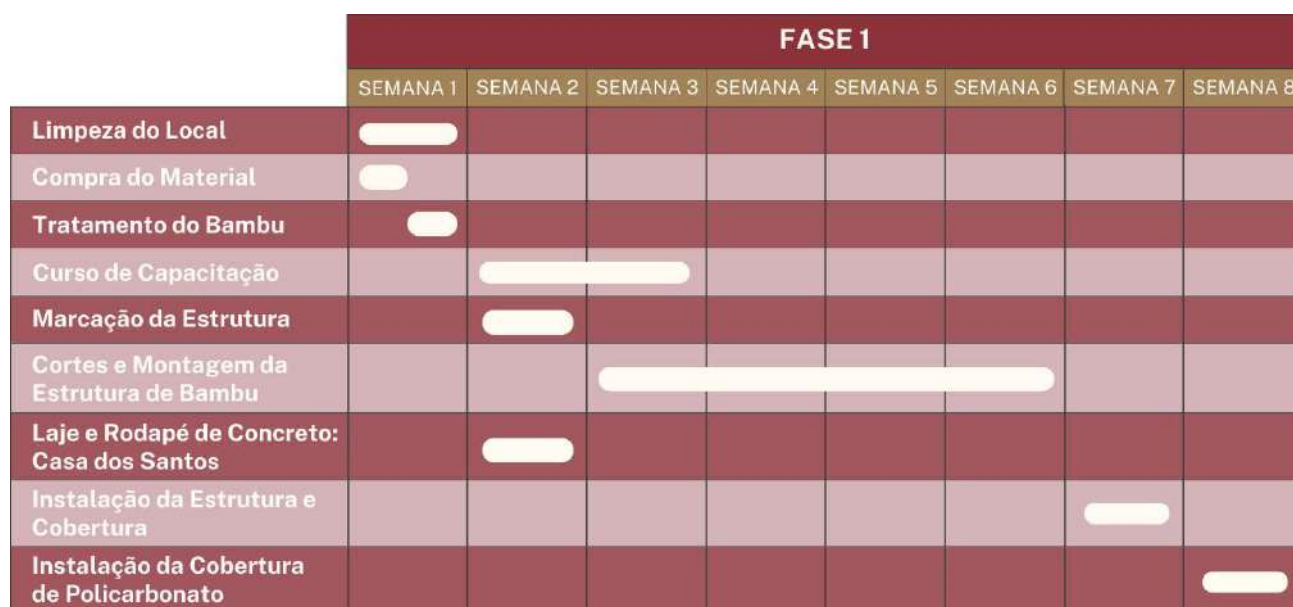 FASE 1
SEMANA 1 SEMANA 2 SEMANA 3 SEMANA 4 SEMANA 5 SEMANA 6 SEMANA 7 SEMANA 8
Limpeza do Local
Compra do Material
Tratamento do Bambu
Curso de Capacitação
Marcação da Estrutura
Cortes e Montagem da
Estrutura de Bambu
Laje e Rodapé de Concreto:
Casa dos Santos
Instalação da Estrutura e
Cobertura
Instalação da Cobertura
de Policarbonato